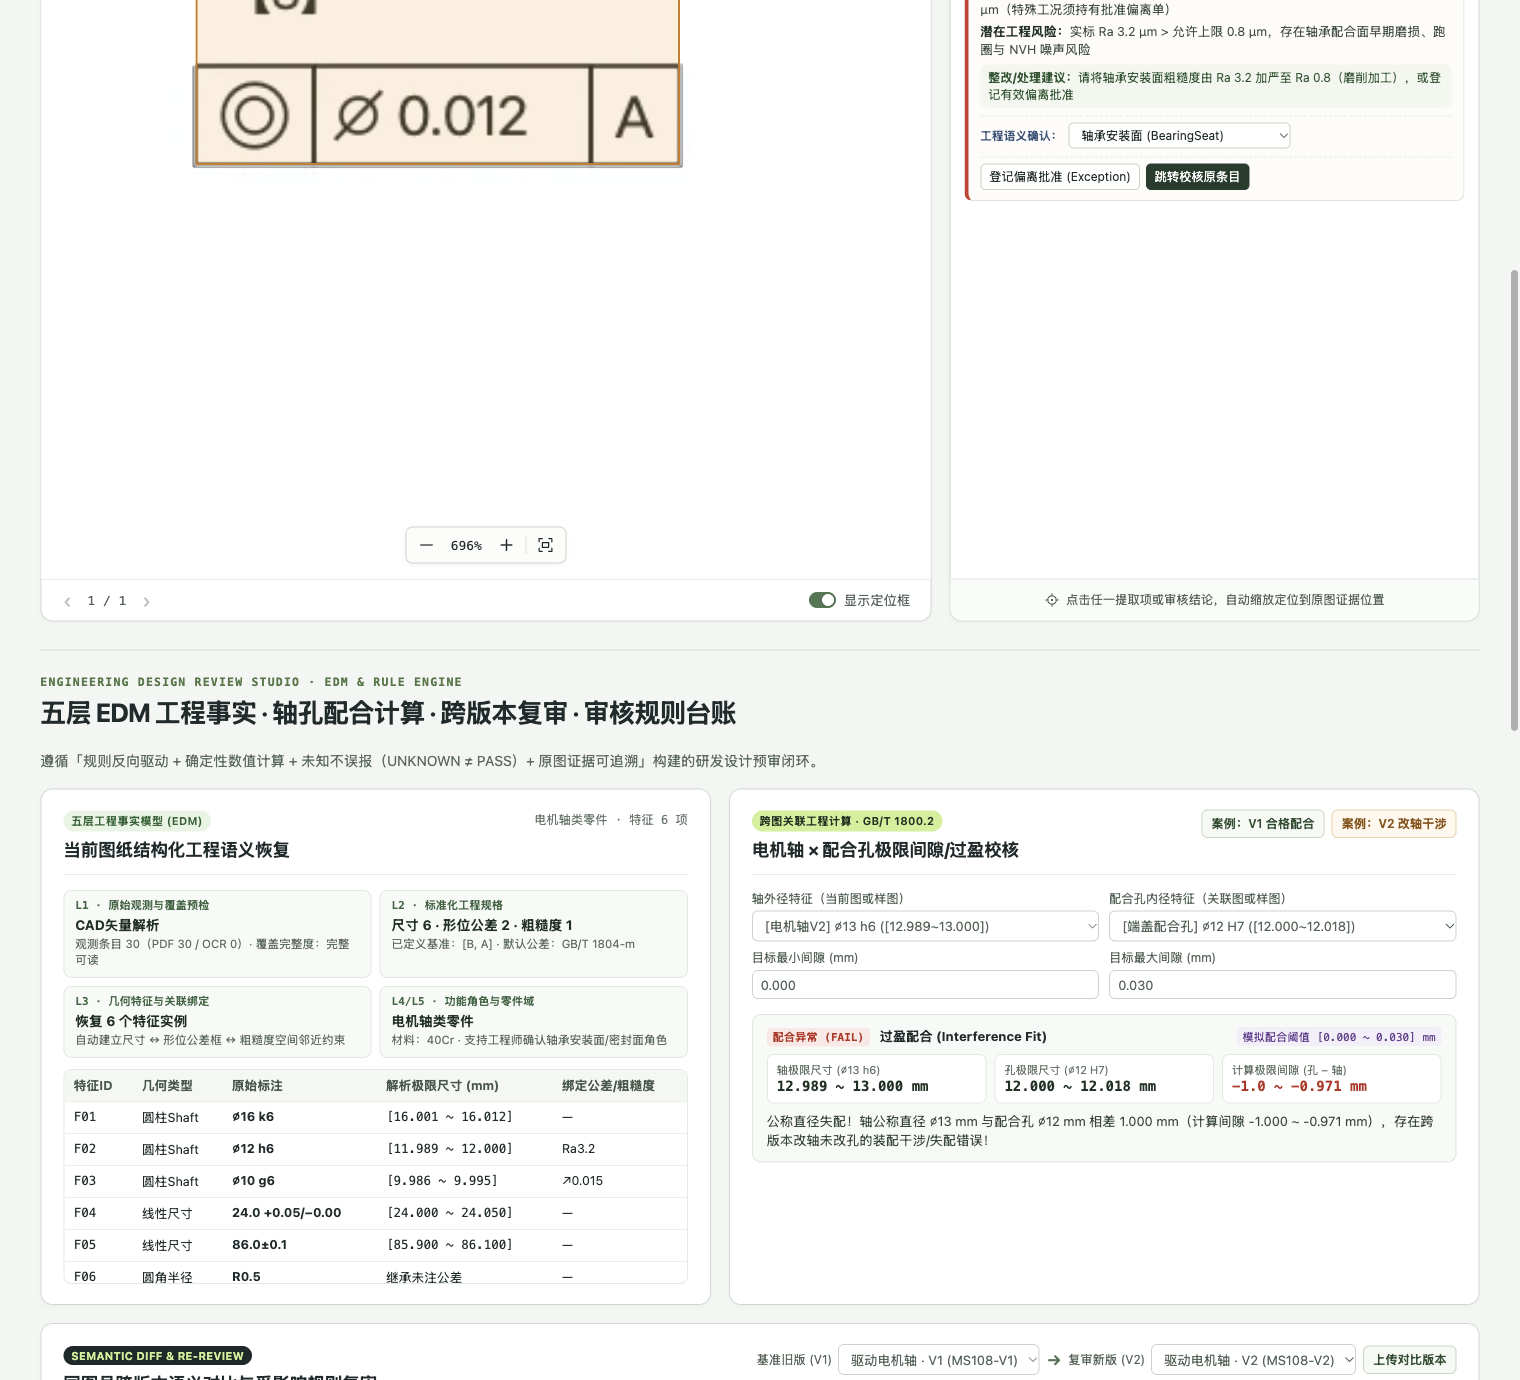 ⌀ 0.012
A
696%
1 / 1
显示定位框
μm（特殊工况须持有批准偏离单）
潜在工程风险：实标 Ra 3.2 μm > 允许上限 0.8 μm，存在轴承配合面早期磨损、跑
圈与 NVH 噪声风险
整改/处理建议：请将轴承安装面粗糙度由 Ra 3.2 加严至 Ra 0.8（磨削加工），或登
记有效偏离批准
工程语义确认：
轴承安装面 (BearingSeat)
登记偏离批准 (Exception)
跳转校核原条目
点击任一提取项或审核结论，自动缩放定位到原图证据位置
ENGINEERING DESIGN REVIEW STUDIO · EDM & RULE ENGINE
五层 EDM 工程事实 · 轴孔配合计算 · 跨版本复审 · 审核规则台账
遵循「规则反向驱动 + 确定性数值计算 + 未知不误报（UNKNOWN ≠ PASS）+ 原图证据可追溯」构建的研发设计预审闭环。
五层工程事实模型 (EDM)
电机轴类零件 · 特征 6 项
当前图纸结构化工程语义恢复
L1 · 原始观测与覆盖预检
CAD矢量解析
观测条目 30（PDF 30 / OCR 0）· 覆盖完整度：完整
可读
L2 · 标准化工程规格
尺寸 6 · 形位公差 2 · 粗糙度 1
已定义基准：[B, A] · 默认公差：GB/T 1804-m
L3 · 几何特征与关联绑定
恢复 6 个特征实例
自动建立尺寸 ↔ 形位公差框 ↔ 粗糙度空间邻近约束
L4/L5 · 功能角色与零件域
电机轴类零件
材料：40Cr · 支持工程师确认轴承安装面/密封面角色
特征ID 几何类型 原始标注 解析极限尺寸 (mm) 绑定公差/粗糙度
F01 圆柱Shaft ⌀16 k6 [16.001 ~ 16.012] —
F02 圆柱Shaft ⌀12 h6 [11.989 ~ 12.000] Ra3.2
F03 圆柱Shaft ⌀10 g6 [9.986 ~ 9.995] ↗0.015
F04 线性尺寸 24.0 +0.05/−0.00 [24.000 ~ 24.050] —
F05 线性尺寸 86.0±0.1 [85.900 ~ 86.100] —
F06 圆角半径 R0.5 继承未注公差 —
跨图关联工程计算 · GB/T 1800.2
电机轴 × 配合孔极限间隙/过盈校核
案例：V1 合格配合
案例：V2 改轴干涉
轴外径特征（当前图或样图）
配合孔内径特征（关联图或样图）
[电机轴V2] ⌀13 h6 ([12.989~13.000])
[端盖配合孔] ⌀12 H7 ([12.000~12.018])
目标最小间隙 (mm)
目标最大间隙 (mm)
0.000
0.030
配合异常 (FAIL)
过盈配合 (Interference Fit)
模拟配合阈值 [0.000 ~ 0.030] mm
轴极限尺寸 (⌀13 h6)
12.989 ~ 13.000 mm
孔极限尺寸 (⌀12 H7)
12.000 ~ 12.018 mm
计算极限间隙 (孔 − 轴)
−1.0 ~ −0.971 mm
公称直径失配！轴公称直径 ⌀13 mm 与配合孔 ⌀12 mm 相差 1.000 mm（计算间隙 -1.000 ~ -0.971 mm），存在跨
版本改轴未改孔的装配干涉/失配错误！
SEMANTIC DIFF & RE-REVIEW
基准旧版 (V1)
驱动电机轴 · V1 (MS108-V1)
→ 复审新版 (V2)
驱动电机轴 · V2 (MS108-V2)
上传对比版本